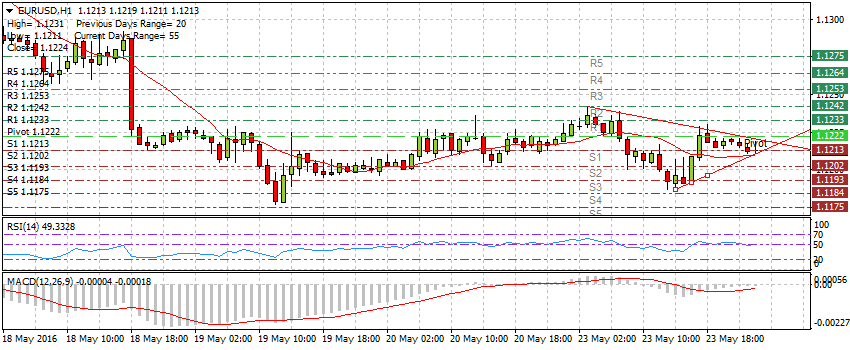 EURUSD,H1 1.1213 1.1219 1.1211 1.1213
High= 1.1231 Previous Days Range= 20
Low= 1.1211 Current Days Range= 55
Close= 1.1224
R5 1.1275
R4 1.1264
R3 1.1253
R2 1.1242
R1 1.1233
Pivot 1.1222
S1 1.1213
S2 1.1202
S3 1.1193
S4 1.1184
S5 1.1175
R5
R4
R3
R2
R1
Pivot
S1
S2
S3
S4
S5
1.1300
1.1275
1.1264
1.1250
1.1253
1.1242
1.1233
1.1222
1.1213
1.1202
1.1193
1.1184
1.1175
RSI(14) 49.3328
100
70
50
30
0
MACD(12,26,9) -0.00004 -0.00018
0.00056
0.00
-0.00227
18 May 2016 18 May 10:00 18 May 18:00 19 May 02:00 19 May 10:00 19 May 18:00 20 May 02:00 20 May 10:00 20 May 18:00 23 May 02:00 23 May 10:00 23 May 18:00